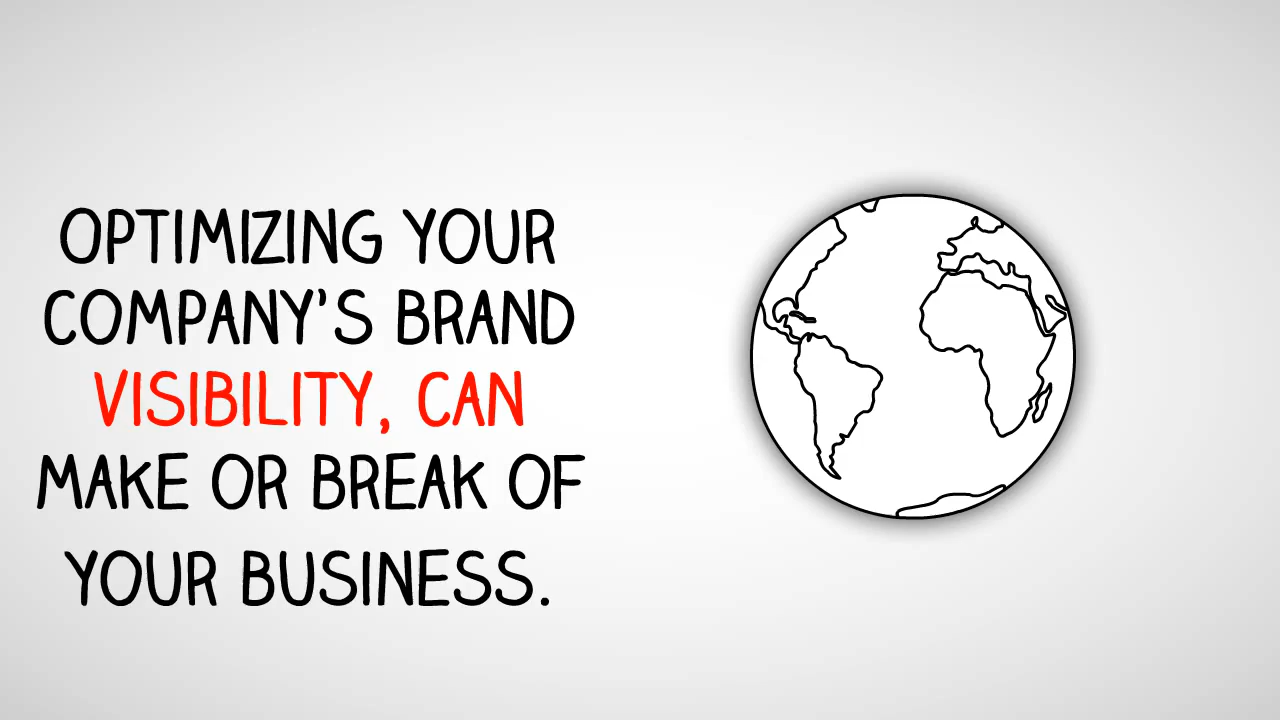 OPTIMIZING YOUR
COMPANY'S BRAND
VISIBILITY, CAN
MAKE OR BREAK OF
YOUR BUSINESS.